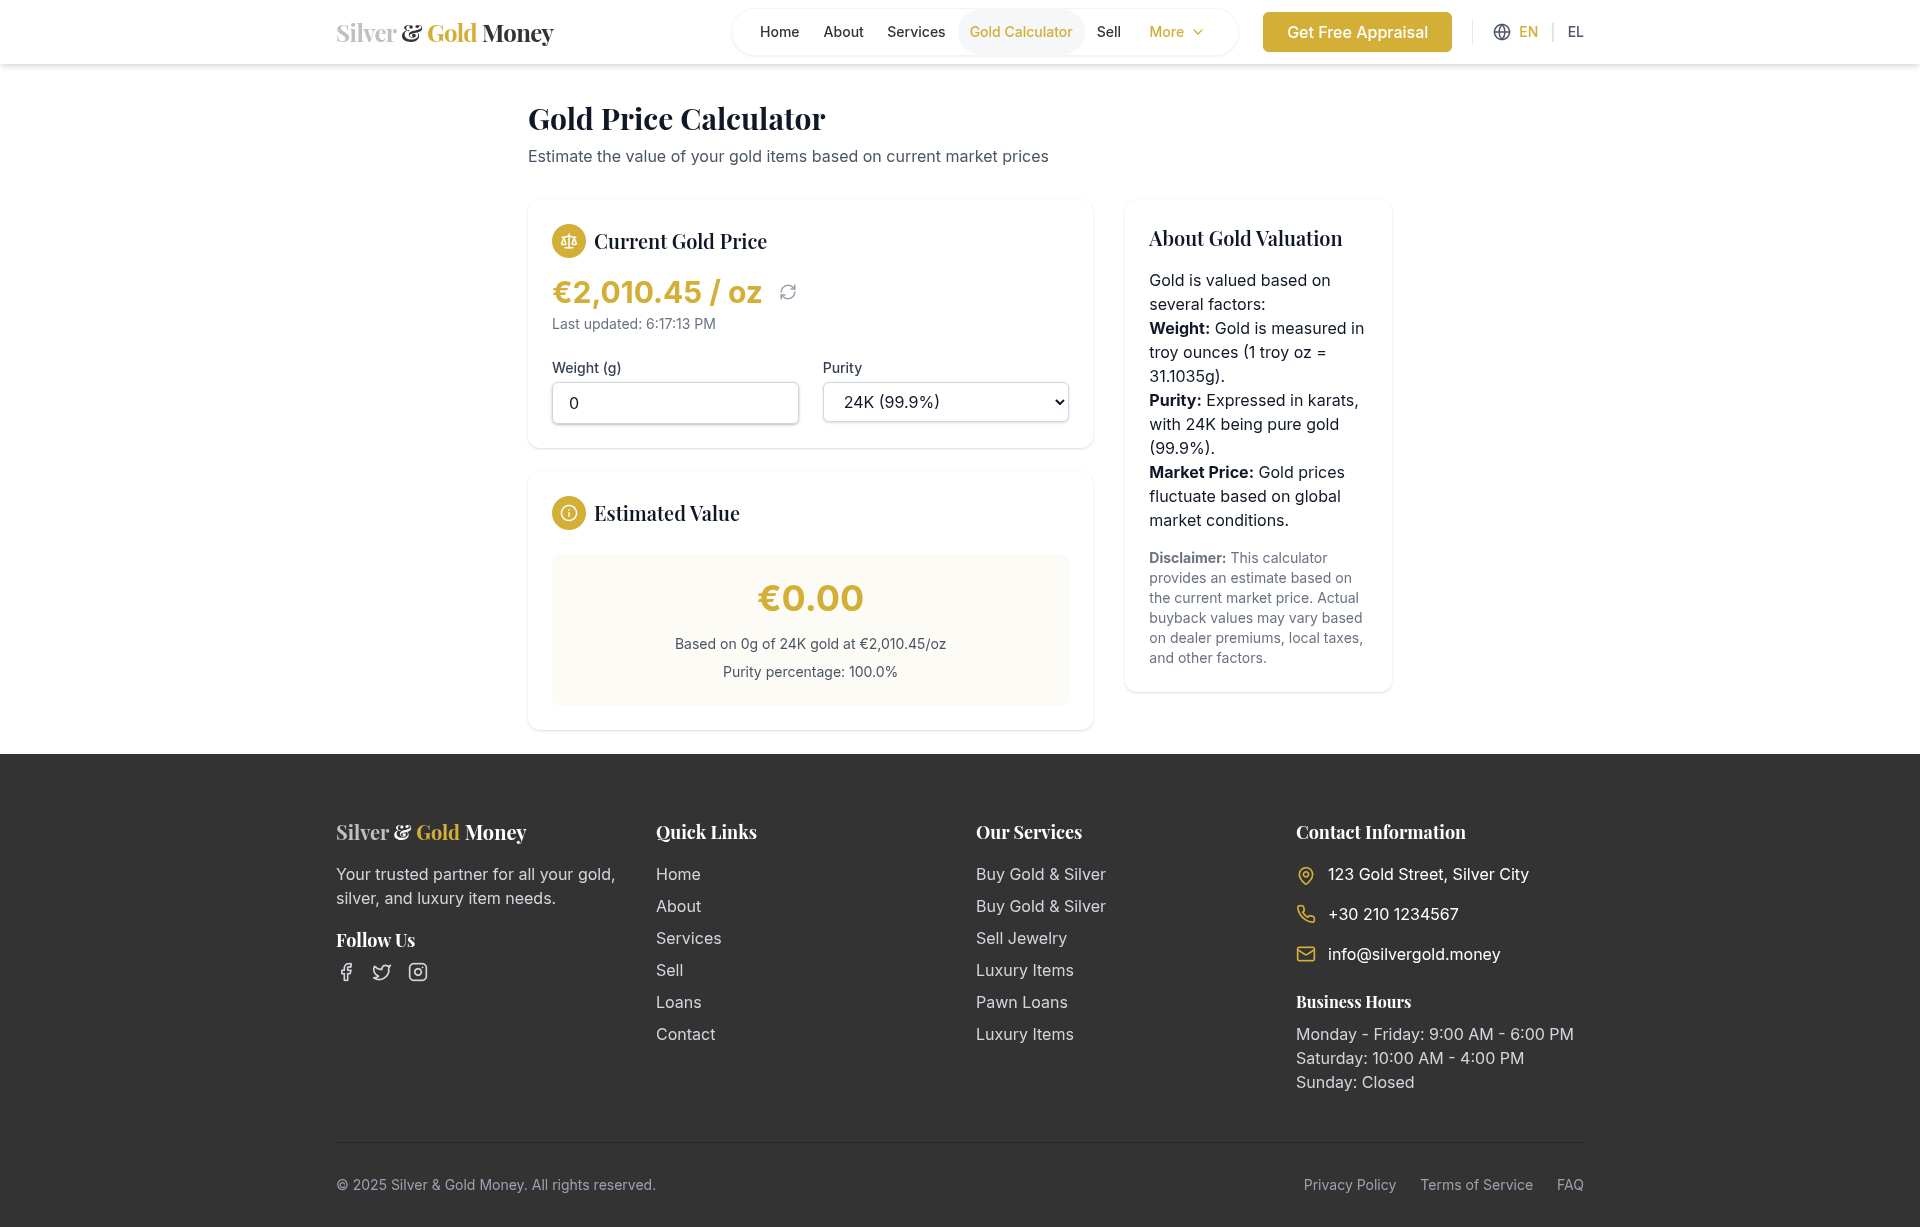 Silver & Gold Money
Home
About
Services
Gold Calculator
Sell
More
Get Free Appraisal
EN
EL
Gold Price Calculator
Estimate the value of your gold items based on current market prices
Current Gold Price
€2,010.45 / oz
Last updated: 6:17:13 PM
Weight (g)
Purity
0
24K (99.9%)
Estimated Value
€0.00
Based on 0g of 24K gold at €2,010.45/oz
Purity percentage: 100.0%
About Gold Valuation
Gold is valued based on
several factors:
Weight: Gold is measured in
troy ounces (1 troy oz =
31.1035g).
Purity: Expressed in karats,
with 24K being pure gold
(99.9%).
Market Price: Gold prices
fluctuate based on global
market conditions.
Disclaimer: This calculator
provides an estimate based on
the current market price. Actual
buyback values may vary based
on dealer premiums, local taxes,
and other factors.
Silver & Gold Money
Your trusted partner for all your gold,
silver, and luxury item needs.
Follow Us
Quick Links
Home
About
Services
Sell
Loans
Contact
Our Services
Buy Gold & Silver
Buy Gold & Silver
Sell Jewelry
Luxury Items
Pawn Loans
Luxury Items
Contact Information
123 Gold Street, Silver City
+30 210 1234567
info@silvergold.money
Business Hours
Monday - Friday: 9:00 AM - 6:00 PM
Saturday: 10:00 AM - 4:00 PM
Sunday: Closed
© 2025 Silver & Gold Money. All rights reserved.
Privacy Policy
Terms of Service
FAQ